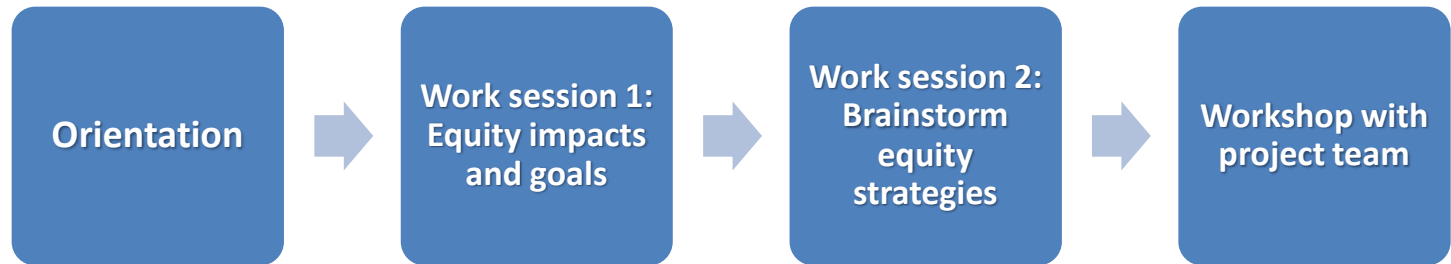 Orientation
Work session 1:
Equity impacts
and goals
Work session 2:
Brainstorm
equity
strategies
Workshop with
project team